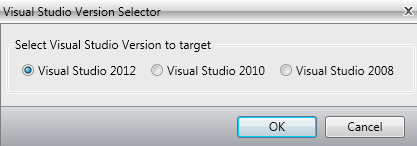 Visual Studio Version Selector
Select Visual Studio Version to target
Visual Studio 2012 Visual Studio 2010 Visual Studio 2008
OK Cancel